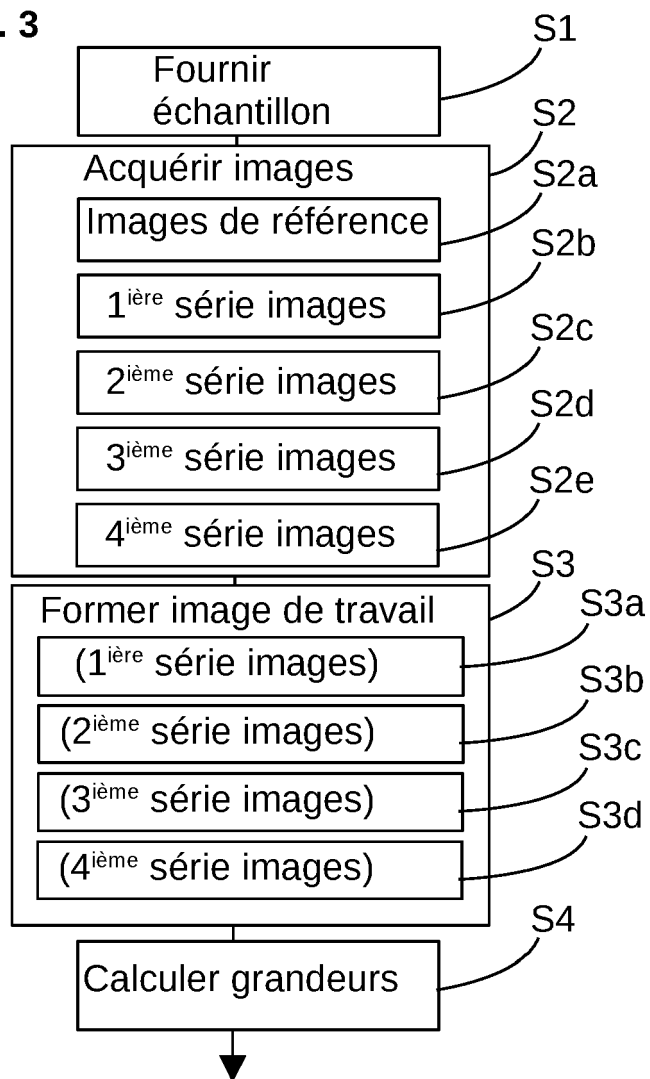 . 3
S1
Fournir
échantillon
S2
Acquérir images
S2a
Images de référence
S2b
1ière série images
S2c
2ième série images
S2d
3ième série images
S2e
4ième série images
S3
Former image de travail
S3a
(1ière série images)
S3b
(2ième série images)
S3c
(3ième série images)
S3d
(4ième série images)
S4
Calculer grandeurs